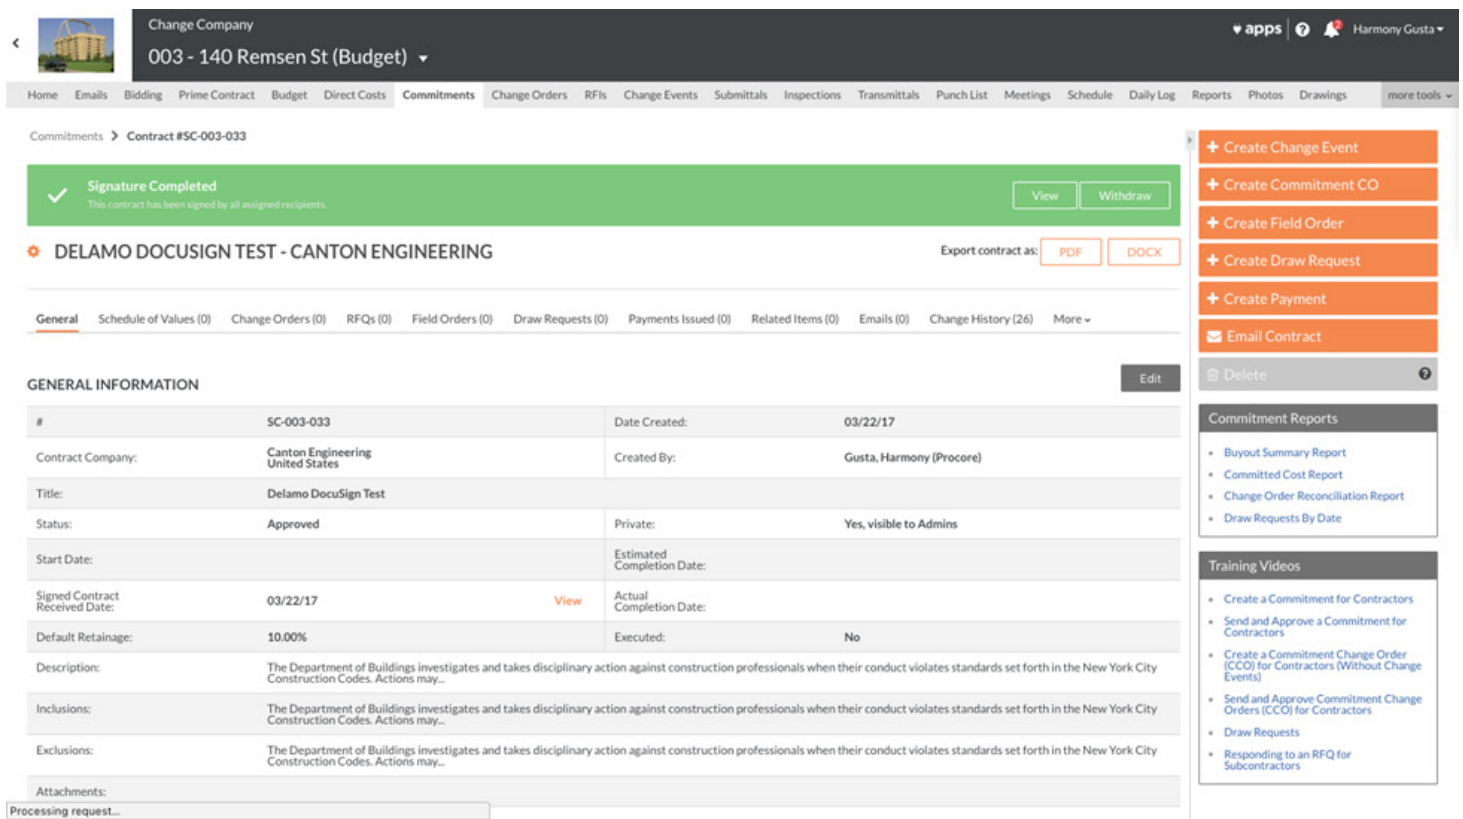 Change Company
003 - 140 Remsen St (Budget)
apps
2
Harmony Gusta
Home Emails Bidding Prime Contract Budget Direct Costs Commitments Change Orders RFIs Change Events Submittals Inspections Transmittals Punch List Meetings Schedule Daily Log Reports Photos Drawings more tools
Commitments > Contract #SC-003-033
Signature Completed
This contract has been signed by all assigned recipients.
View Withdraw
DELAMO DOCUSIGN TEST - CANTON ENGINEERING
Export contract as: PDF DOCX
General Schedule of Values (0) Change Orders (0) RFQs (0) Field Orders (0) Draw Requests (0) Payments Issued (0) Related Items (0) Emails (0) Change History (26) More
GENERAL INFORMATION
Edit
# SC-003-033 Date Created: 03/22/17
Contract Company: Canton Engineering
United States
Created By: Gusta, Harmony (Procore)
Title: Delamo DocuSign Test
Status: Approved Private: Yes, visible to Admins
Start Date: Estimated
Completion Date:
Signed Contract
Received Date: 03/22/17 View
Actual
Completion Date:
Default Retainage: 10.00% Executed: No
Description: The Department of Buildings investigates and takes disciplinary action against construction professionals when their conduct violates standards set forth in the New York City
Construction Codes. Actions may...
Inclusions: The Department of Buildings investigates and takes disciplinary action against construction professionals when their conduct violates standards set forth in the New York City
Construction Codes. Actions may...
Exclusions: The Department of Buildings investigates and takes disciplinary action against construction professionals when their conduct violates standards set forth in the New York City
Construction Codes. Actions may...
Attachments:
Processing request...
+ Create Change Event
+ Create Commitment CO
+ Create Field Order
+ Create Draw Request
+ Create Payment
Email Contract
Delete
Commitment Reports
Buyout Summary Report
Committed Cost Report
Change Order Reconciliation Report
Draw Requests By Date
Training Videos
Create a Commitment for Contractors
Send and Approve a Commitment for
Contractors
Create a Commitment Change Order
(CCO) for Contractors (Without Change
Events)
Send and Approve Commitment Change
Orders (CCO) for Contractors
Draw Requests
Responding to an RFQ for
Subcontractors